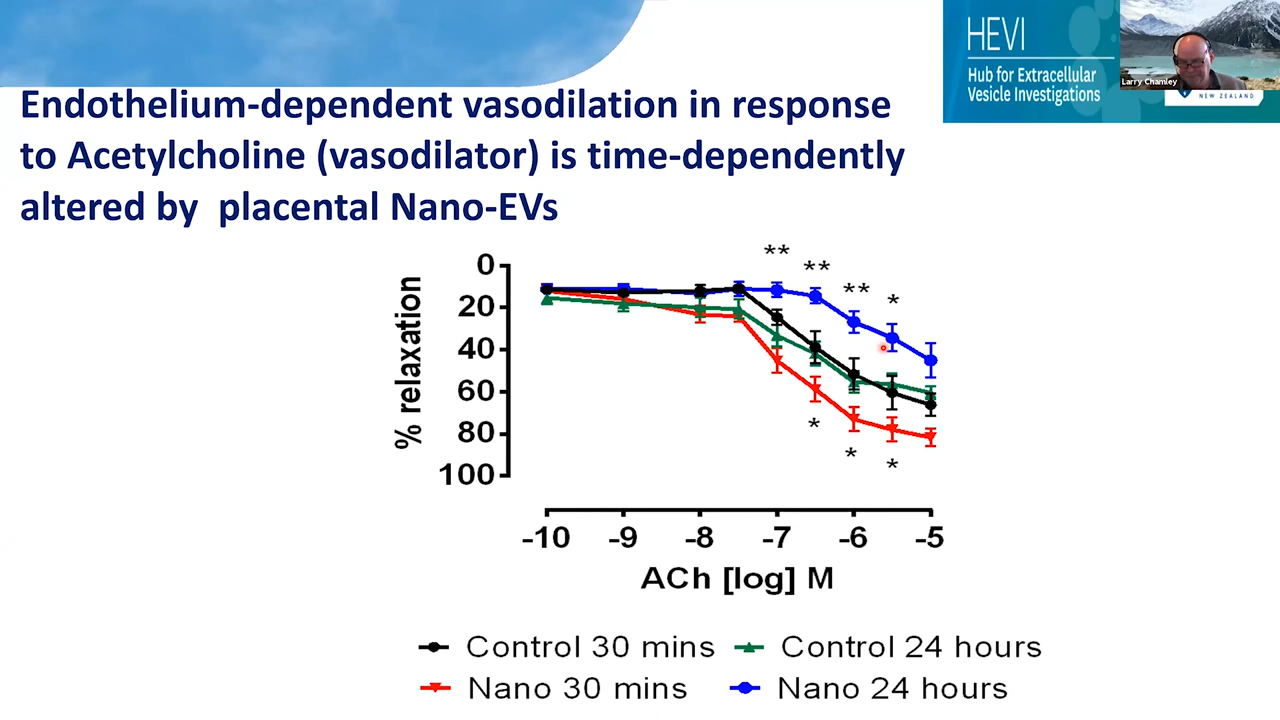 HEVI
Hub for Extracellular
Vesicle Investigations
Larry Chamley
NEW ZEALAND
Endothelium-dependent vasodilation in response
to Acetylcholine (vasodilator) is time-dependently
altered by placental Nano-EVs
% relaxation
0
20
40
60
80
100
** ** ** *
* * *
-10 -9 -8 -7 -6 -5
ACh [log] M
Control 30 mins Control 24 hours
Nano 30 mins Nano 24 hours